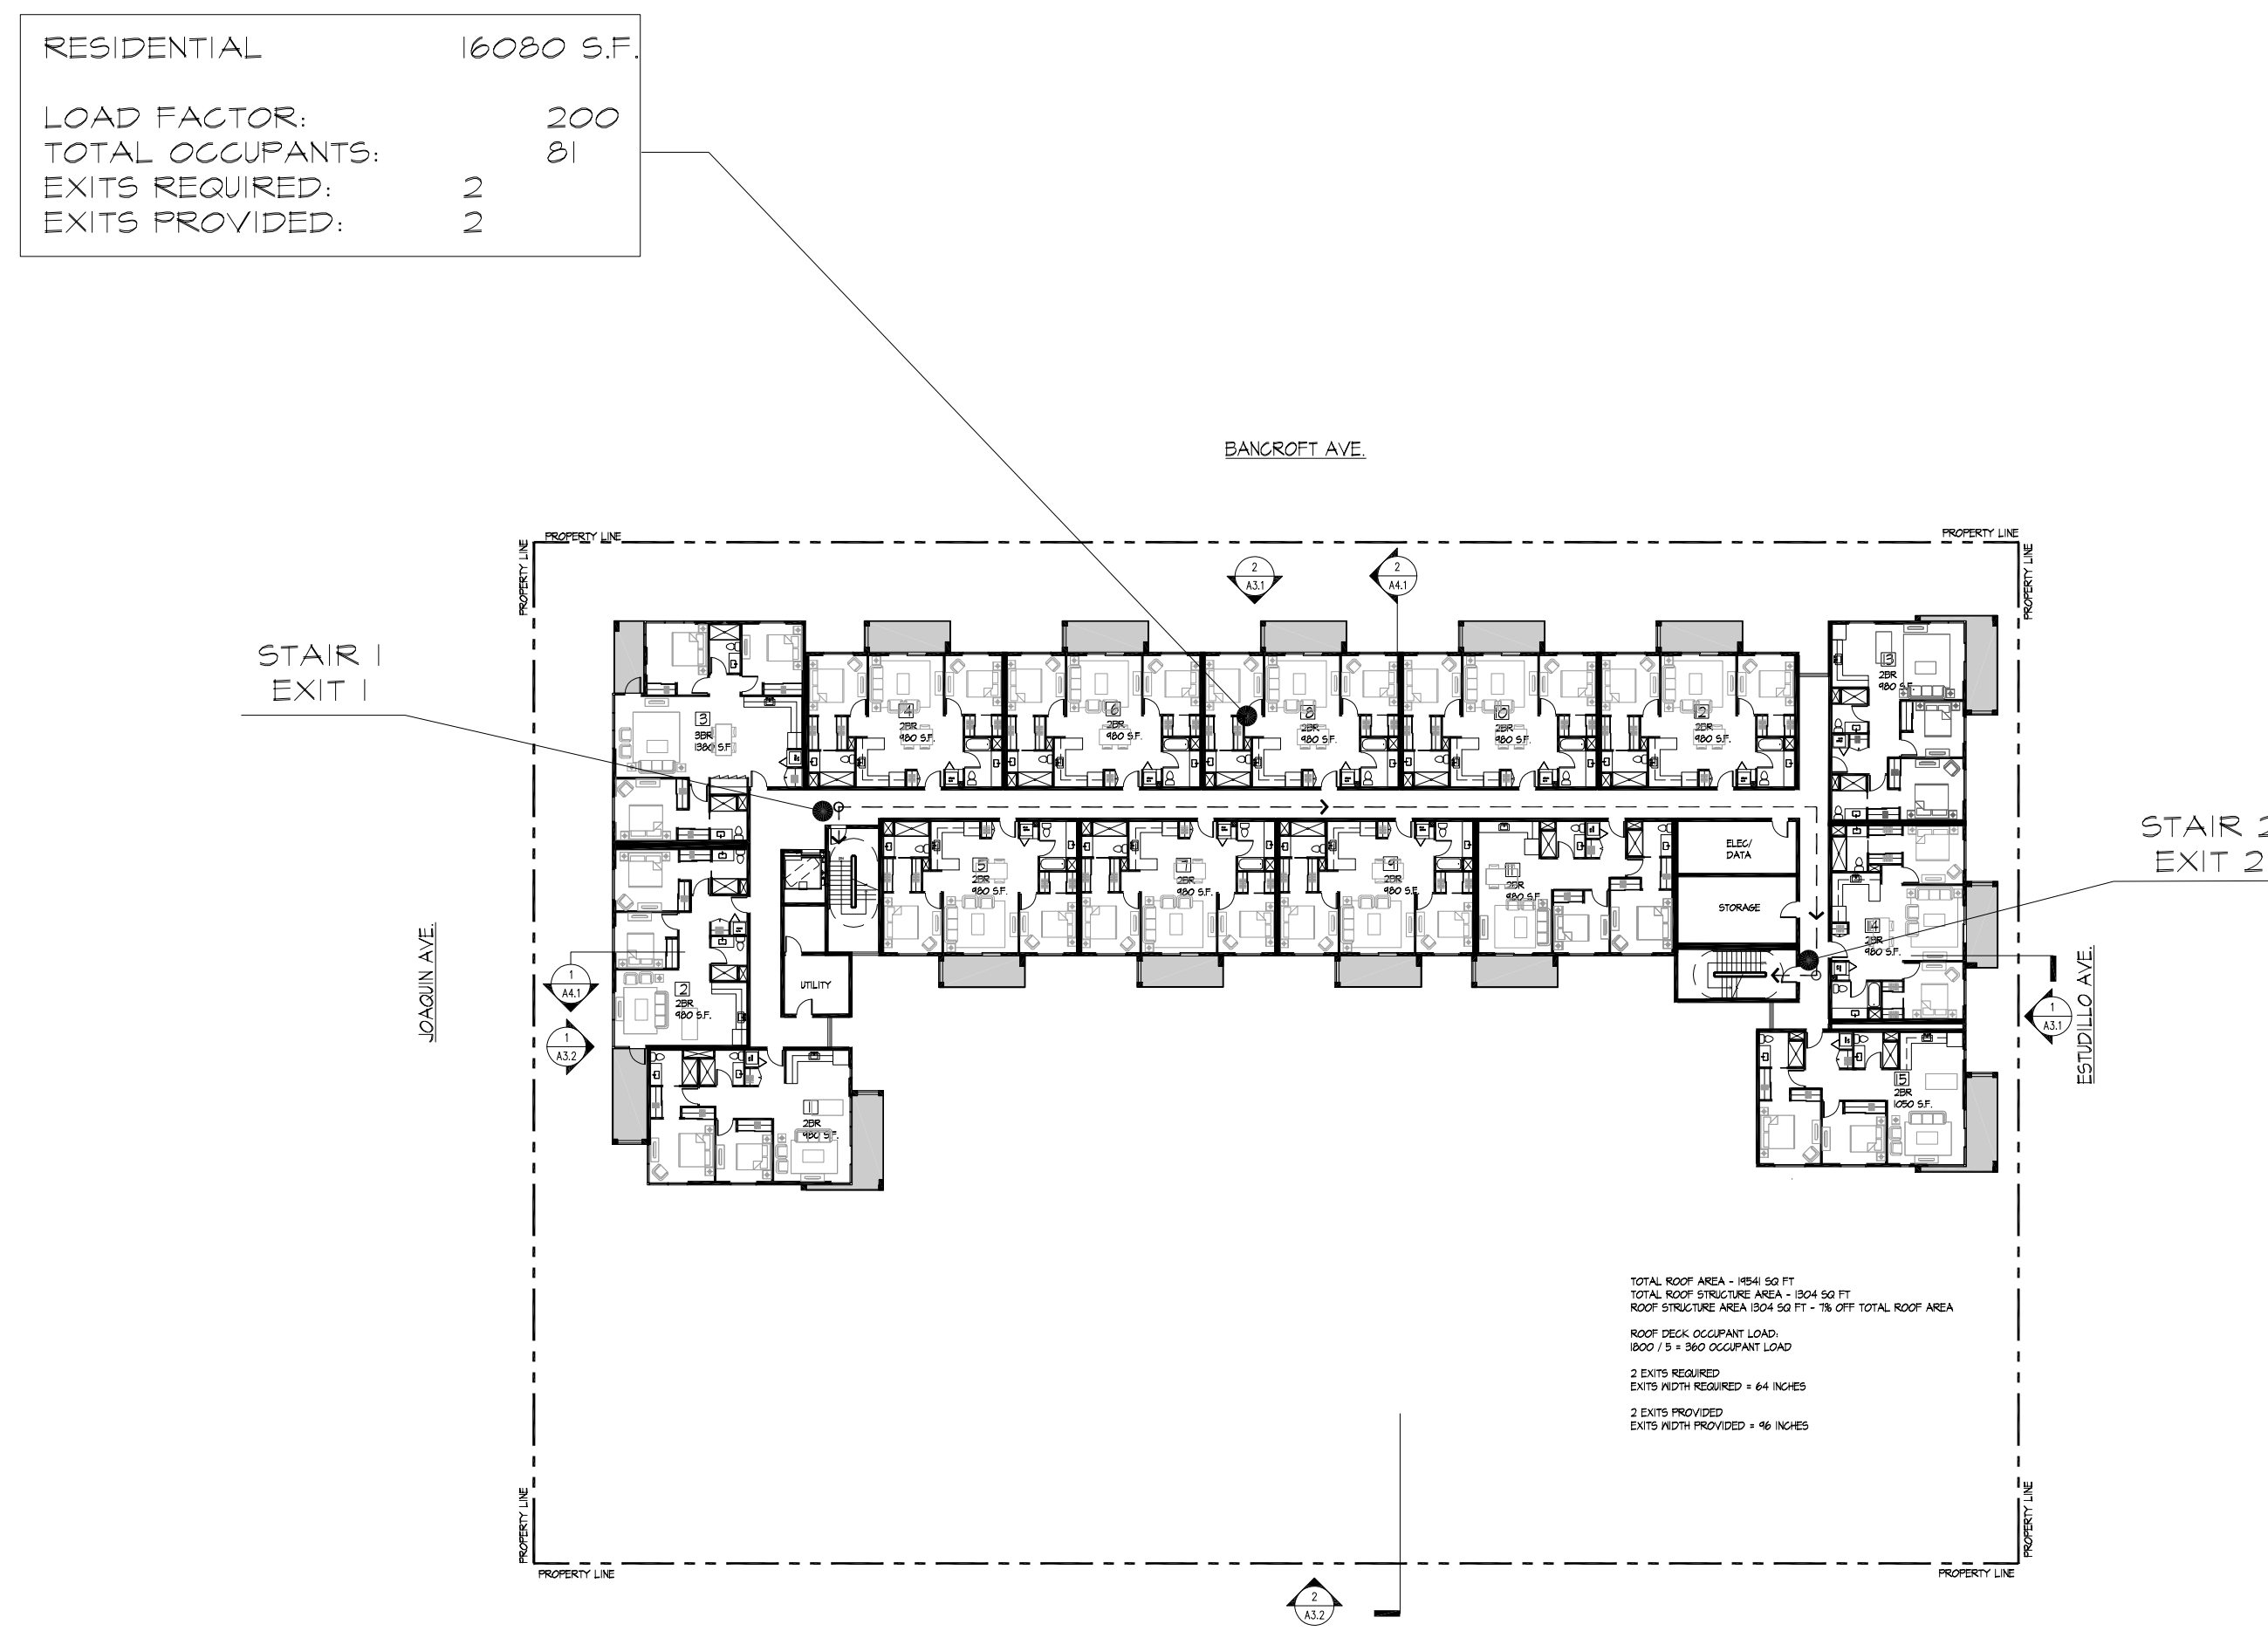 RESIDENTIAL 16080 S.F.
LOAD FACTOR: 200
TOTAL OCCUPANTS: 81
EXITS REQUIRED: 2
EXITS PROVIDED: 2
BANCROFT AVE.
PROPERTY LINE
PROPERTY LINE
PROPERTY LINE
PROPERTY LINE
2
A3.1
2
A4.1
STAIR 1
EXIT 1
3
3BR
1380 S.F.
4
2BR
980 S.F.
6
2BR
980 S.F.
8
2BR
980 S.F.
10
2BR
980 S.F.
12
2BR
980 S.F.
13
2BR
980 S.F.
STAIR 2
EXIT 2
5
2BR
980 S.F.
7
2BR
980 S.F.
9
2BR
980 S.F.
11
2BR
980 S.F.
ELEC/
DATA
STORAGE
14
2BR
980 S.F.
JOAQUIN AVE.
1
A4.1
1
A3.2
2
2BR
980 S.F.
UTILITY
1
A3.1
ESTUDILLO AVE.
1
2BR
980 S.F.
15
2BR
1050 S.F.
TOTAL ROOF AREA - 19541 SQ FT
TOTAL ROOF STRUCTURE AREA - 1304 SQ FT
ROOF STRUCTURE AREA 1304 SQ FT - 7% OFF TOTAL ROOF AREA
ROOF DECK OCCUPANT LOAD:
1800 / 5 = 360 OCCUPANT LOAD
2 EXITS REQUIRED
EXITS WIDTH REQUIRED = 64 INCHES
2 EXITS PROVIDED
EXITS WIDTH PROVIDED = 96 INCHES
PROPERTY LINE
PROPERTY LINE
PROPERTY LINE
PROPERTY LINE
2
A3.2